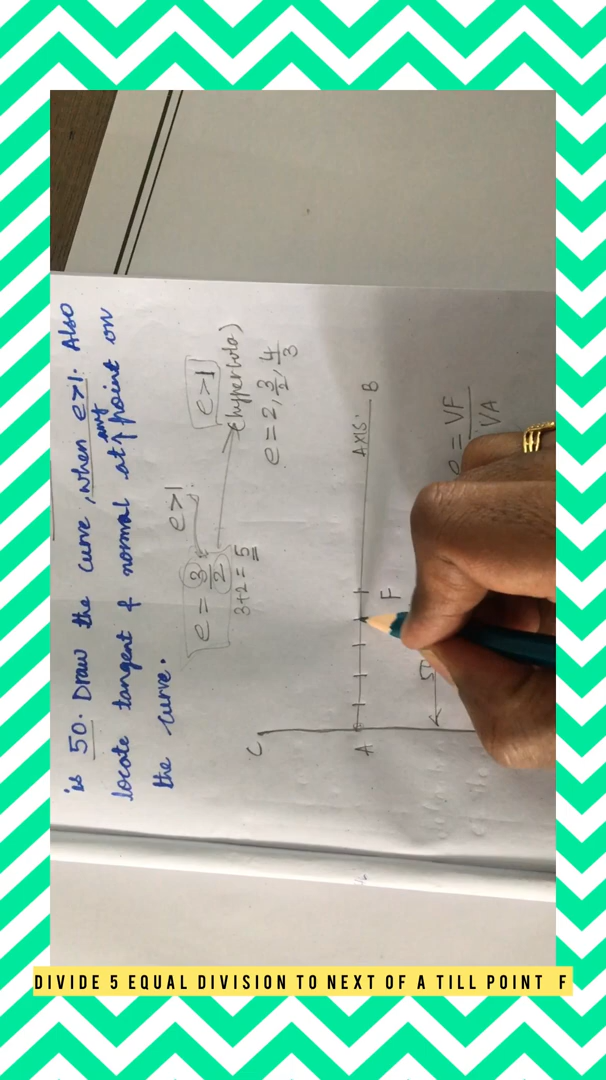 is 50. Draw the curve, when e>1. Also
locate tangent & normal at any point on
the curve.
e = 3/2
e>1
e>1
(hyperbola)
3+2=5
e=2, 3/2, 4/3
C
A
AXIS.
B
F
e = VF/VA
DIVIDE 5 EQUAL DIVISION TO NEXT OF A TILL POINT F